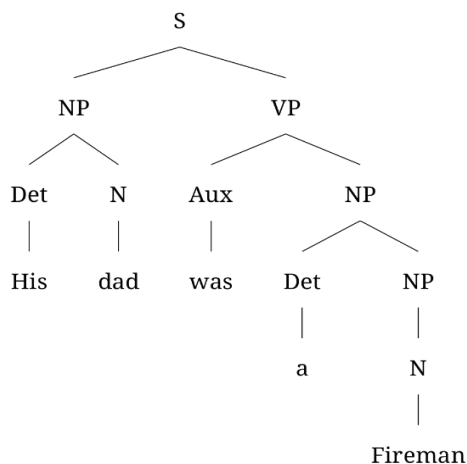 S
NP VP
Det N Aux NP
His dad was Det NP
a N
Fireman